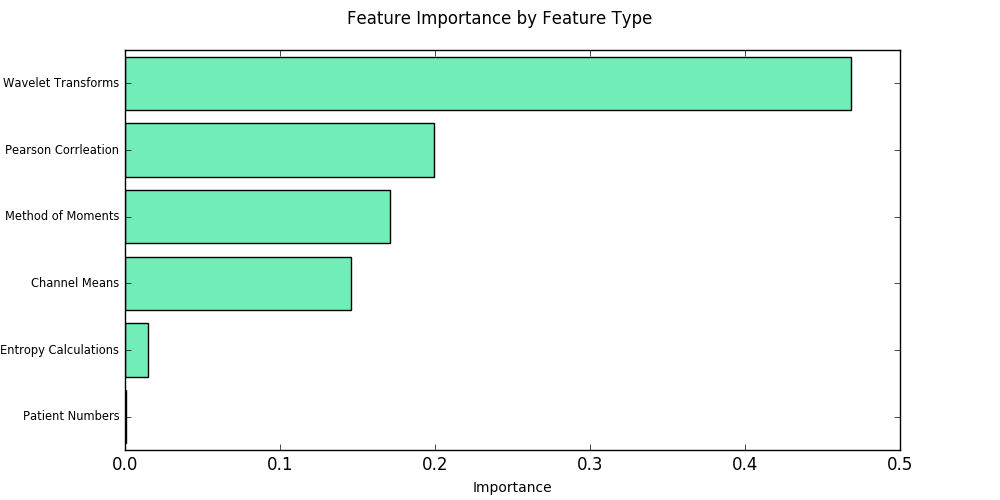 Feature Importance by Feature Type
Wavelet Transforms
Pearson Corrleation
Method of Moments
Channel Means
Entropy Calculations
Patient Numbers
0.0 0.1 0.2 0.3 0.4 0.5
Importance